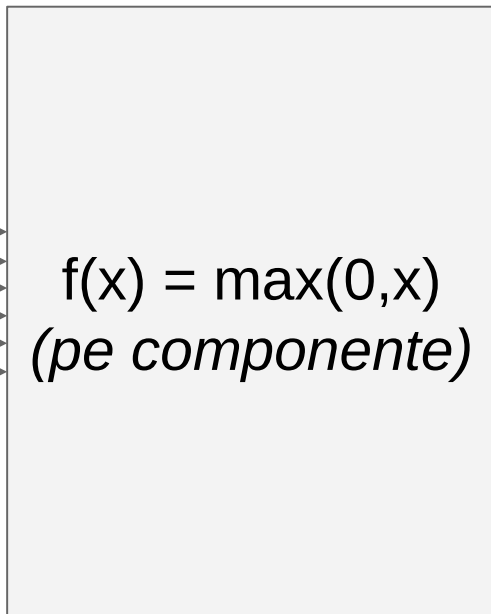 f(x) = max(0,x)
(pe componente)